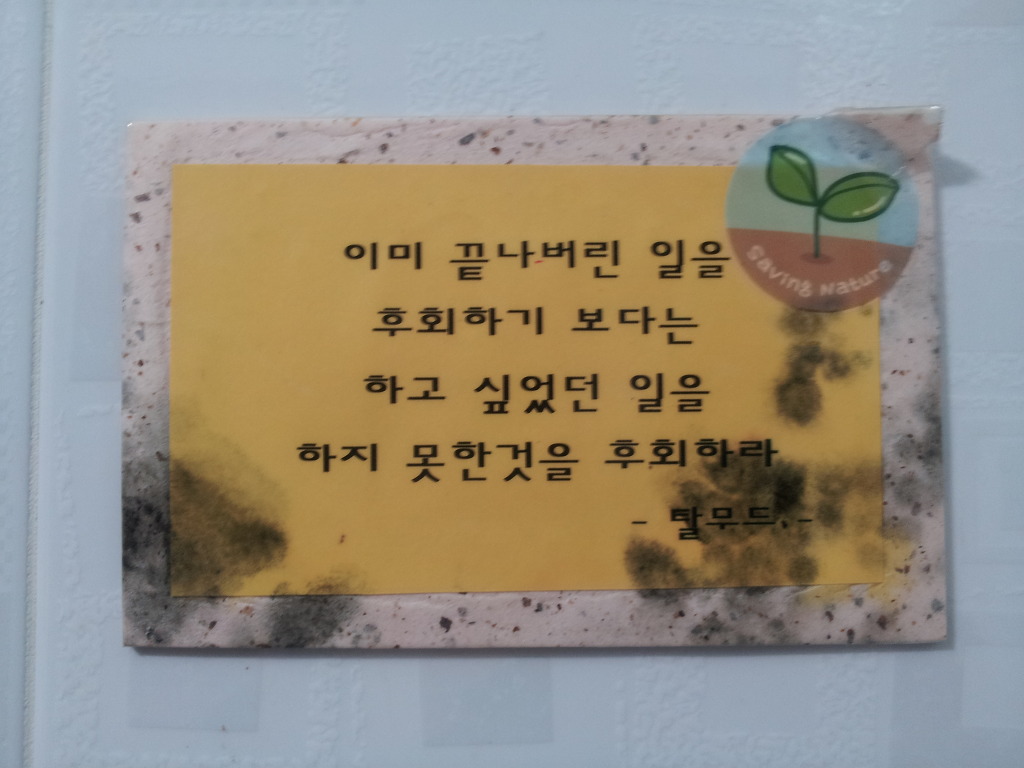 이미 끝나버린 일을
후회하기 보다는
하고 싶었던 일을
하지 못한것을 후회하라
- 탈무드 -
Saving Nature